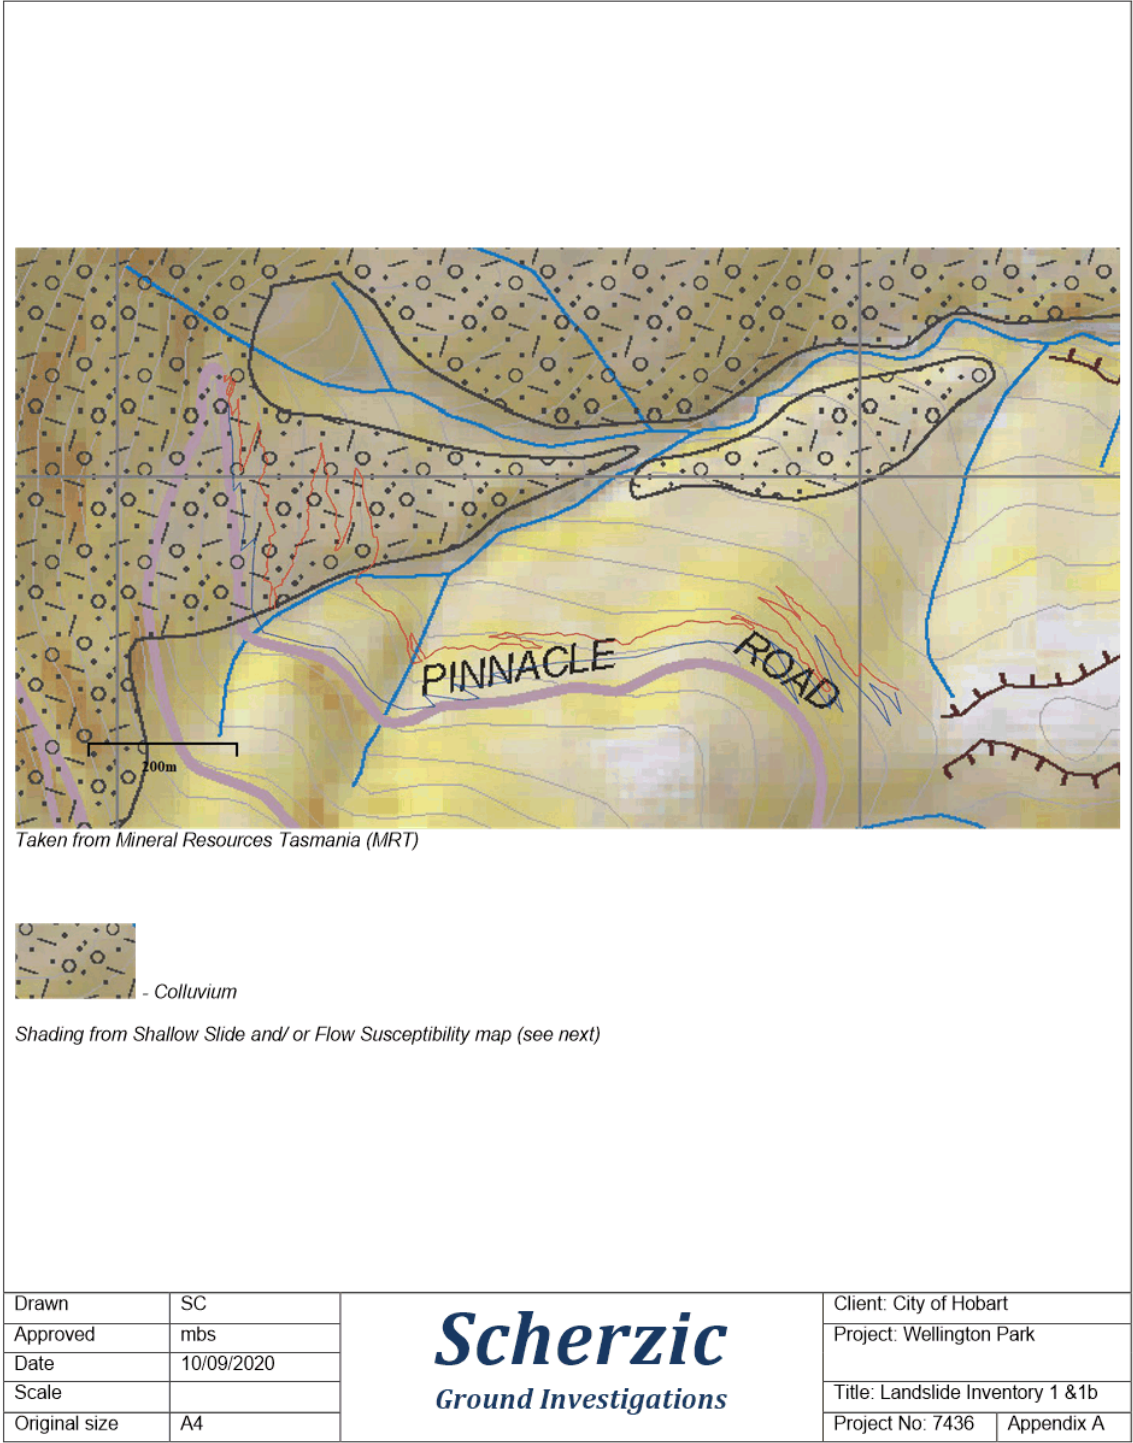 PINNACLE
ROAD
200m
Taken from Mineral Resources Tasmania (MRT)
- Colluvium
Shading from Shallow Slide and/ or Flow Susceptibility map (see next)
Drawn SC
Approved mbs
Date 10/09/2020
Scale
Original size A4
Scherzic
Ground Investigations
Client: City of Hobart
Project: Wellington Park
Title: Landslide Inventory 1 &1b
Project No: 7436 Appendix A